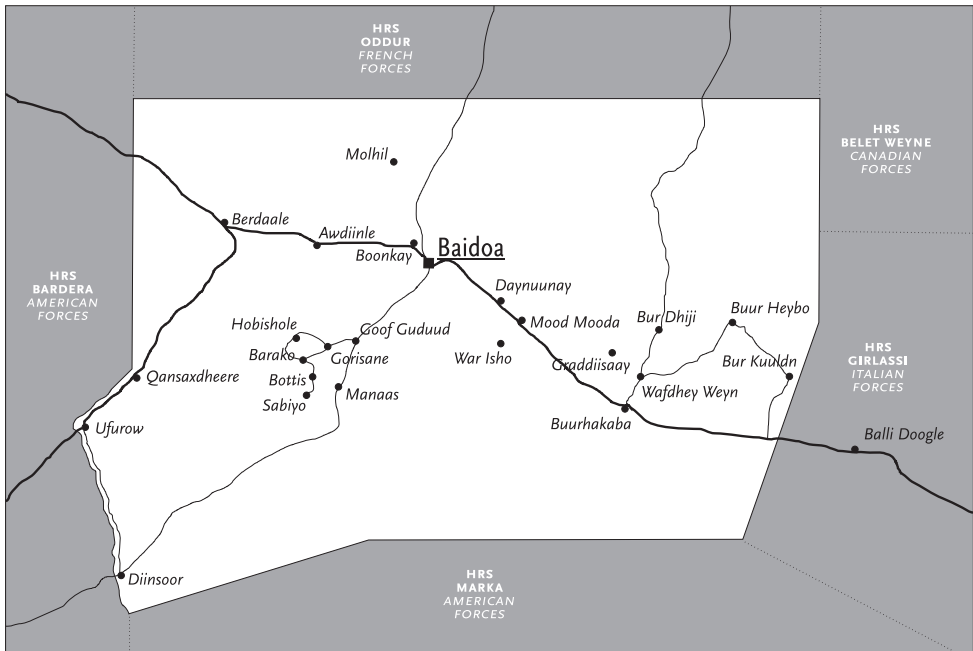 HRS
ODDUR
FRENCH
FORCES
HRS
BELET WEYNE
CANADIAN
FORCES
Molhil
Berdaale
Awdiinle
Boonkay
Baidoa
HRS
BARDERA
AMERICAN
FORCES
Daynuunay
Mood Mooda
Bur Dhiji
Buur Heybo
Hobishole
Goof Guduud
Barako
Gorisane
War Isho
Graddiisaay
Bur Kuuldn
HRS
GIRLASSI
ITALIAN
FORCES
Qansaxdheere
Bottis
Manaas
Wafdhey Weyn
Sabiyo
Ufurow
Buurhakaba
Balli Doogle
Diinsoor
HRS
MARKA
AMERICAN
FORCES